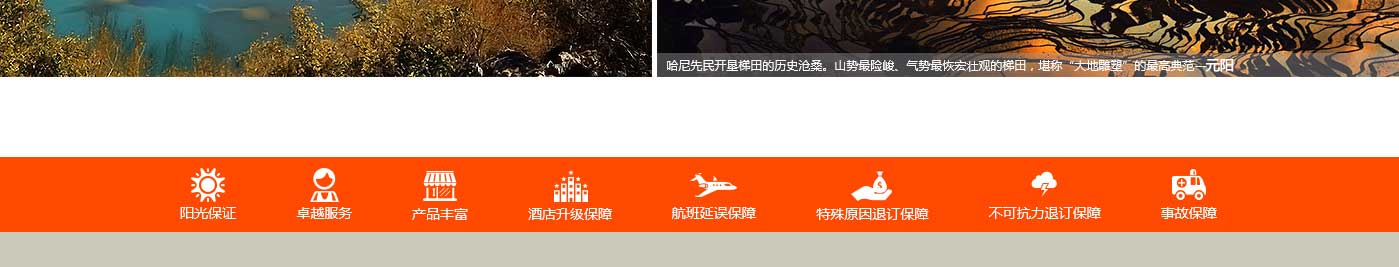 哈尼先民开垦梯田的历史沧桑。山势最险峻、气势最恢宏壮观的梯田，堪称“大地雕塑”的最高典范—元阳
阳光保证 卓越服务 产品丰富 酒店升级保障 航班延误保障 特殊原因退订保障 不可抗力退订保障 事故保障